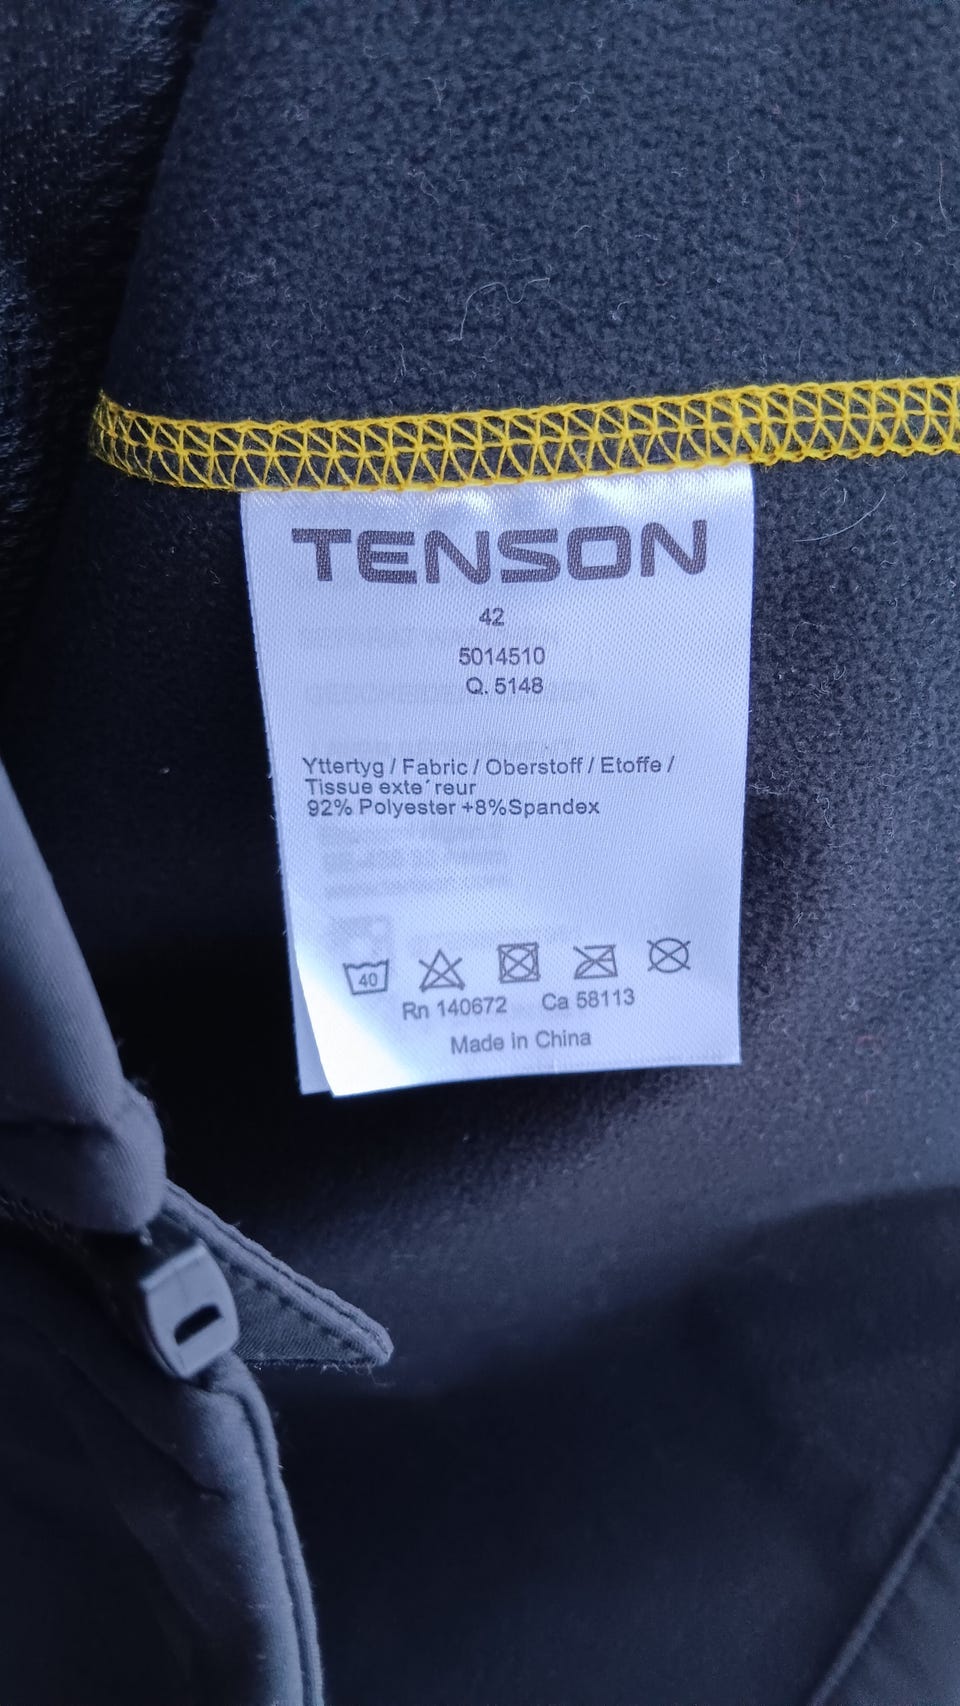 TENSON
42
5014510
Q. 5148
Yttertyg / Fabric / Oberstoff / Etoffe /
Tissue exte´reur
92% Polyester +8%Spandex
40
Rn 140672 Ca 58113
Made in China